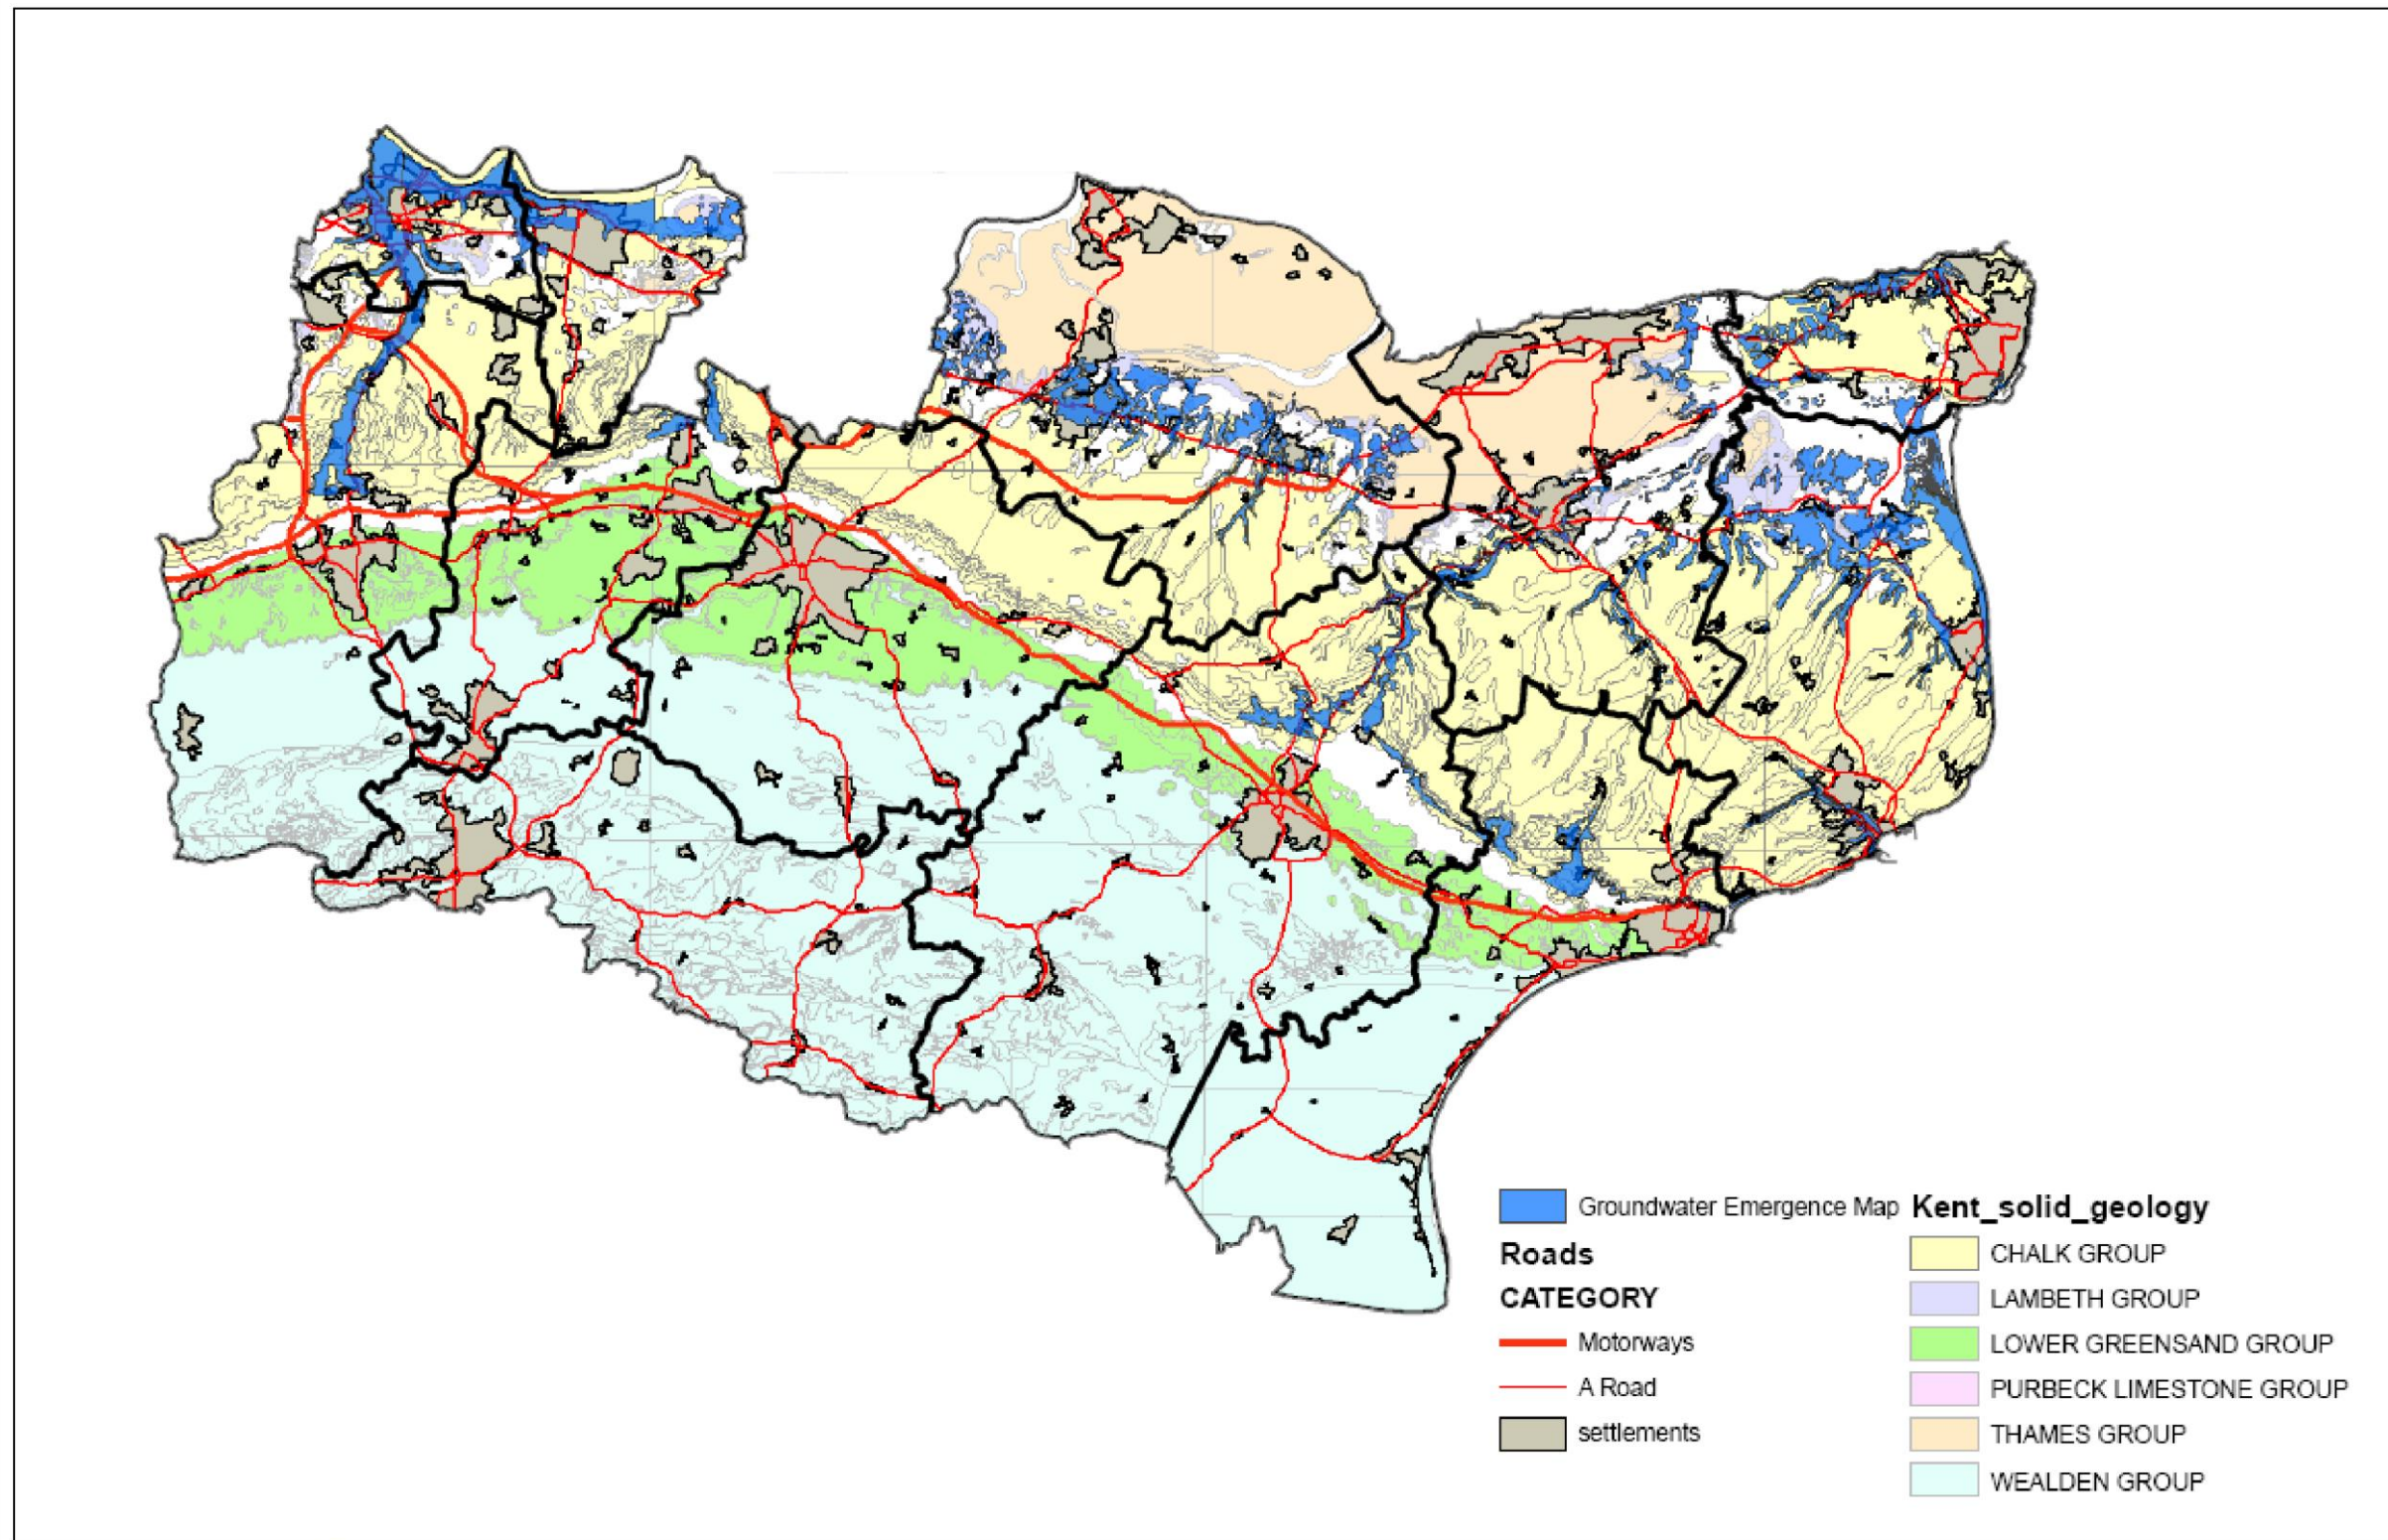 Groundwater Emergence Map
Roads
CATEGORY
Motorways
A Road
settlements
Kent_solid_geology
CHALK GROUP
LAMBETH GROUP
LOWER GREENSAND GROUP
PURBECK LIMESTONE GROUP
THAMES GROUP
WEALDEN GROUP